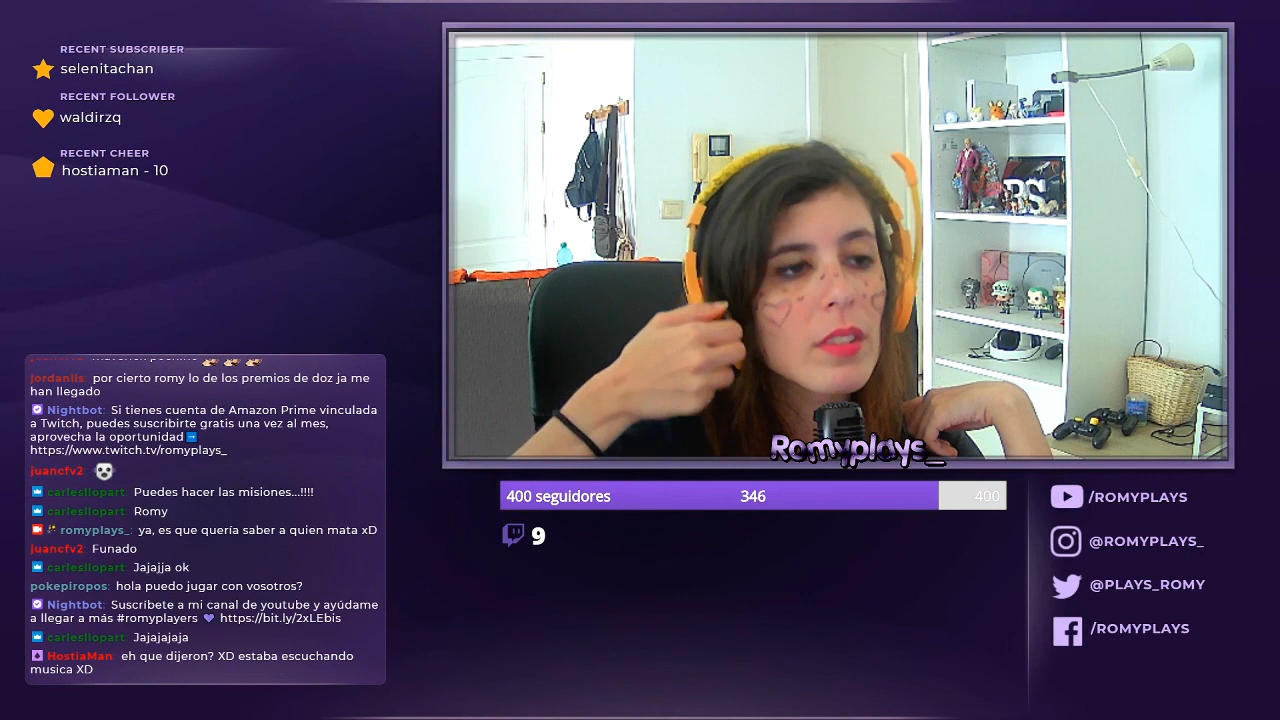 RECENT SUBSCRIBER
selenitachan
RECENT FOLLOWER
waldirzq
RECENT CHEER
hostiaman - 10
jordanlls: por cierto romy lo de los premios de doz ja me
han llegado
Nightbot: Si tienes cuenta de Amazon Prime vinculada
a Twitch, puedes suscribirte gratis una vez al mes,
aprovecha la oportunidad
https://www.twitch.tv/romyplays_
juancfv2:
carlesllopart: Puedes hacer las misiones...!!!!
carlesllopart: Romy
romyplays_: ya, es que quería saber a quien mata xD
juancfv2: Funado
carlesllopart: Jajajja ok
pokepiropos: hola puedo jugar con vosotros?
Nightbot: Suscríbete a mi canal de youtube y ayúdame
a llegar a más #romyplayers https://bit.ly/2xLEbis
carlesllopart: Jajajajaja
HostiaMan: eh que dijeron? XD estaba escuchando
musica XD
Romyplays_
400 seguidores 346 400
9
/ROMYPLAYS
@ROMYPLAYS_
@PLAYS_ROMY
/ROMYPLAYS